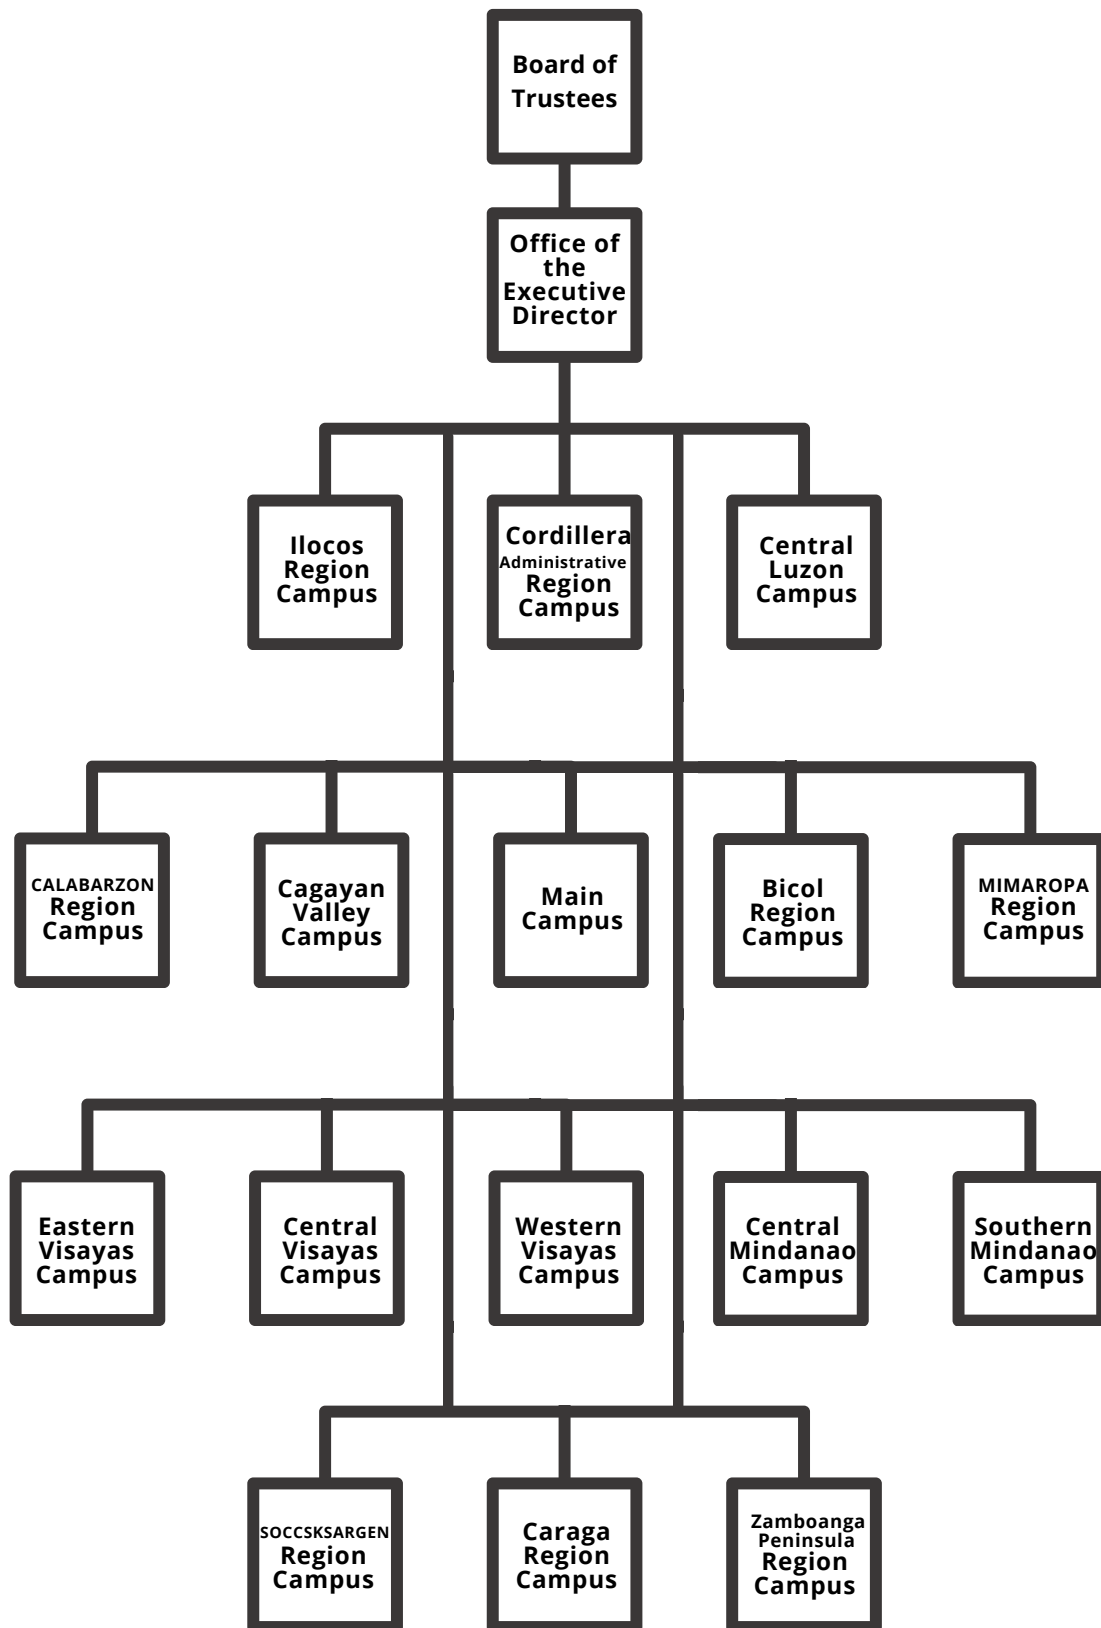 Board of
Trustees
Office of
the
Executive
Director
Ilocos
Region
Campus
Cordillera
Administrative
Region
Campus
Central
Luzon
Campus
CALABARZON
Region
Campus
Cagayan
Valley
Campus
Main
Campus
Bicol
Region
Campus
MIMAROPA
Region
Campus
Eastern
Visayas
Campus
Central
Visayas
Campus
Western
Visayas
Campus
Central
Mindanao
Campus
Southern
Mindanao
Campus
SOCCSKSARGEN
Region
Campus
Caraga
Region
Campus
Zamboanga
Peninsula
Region
Campus